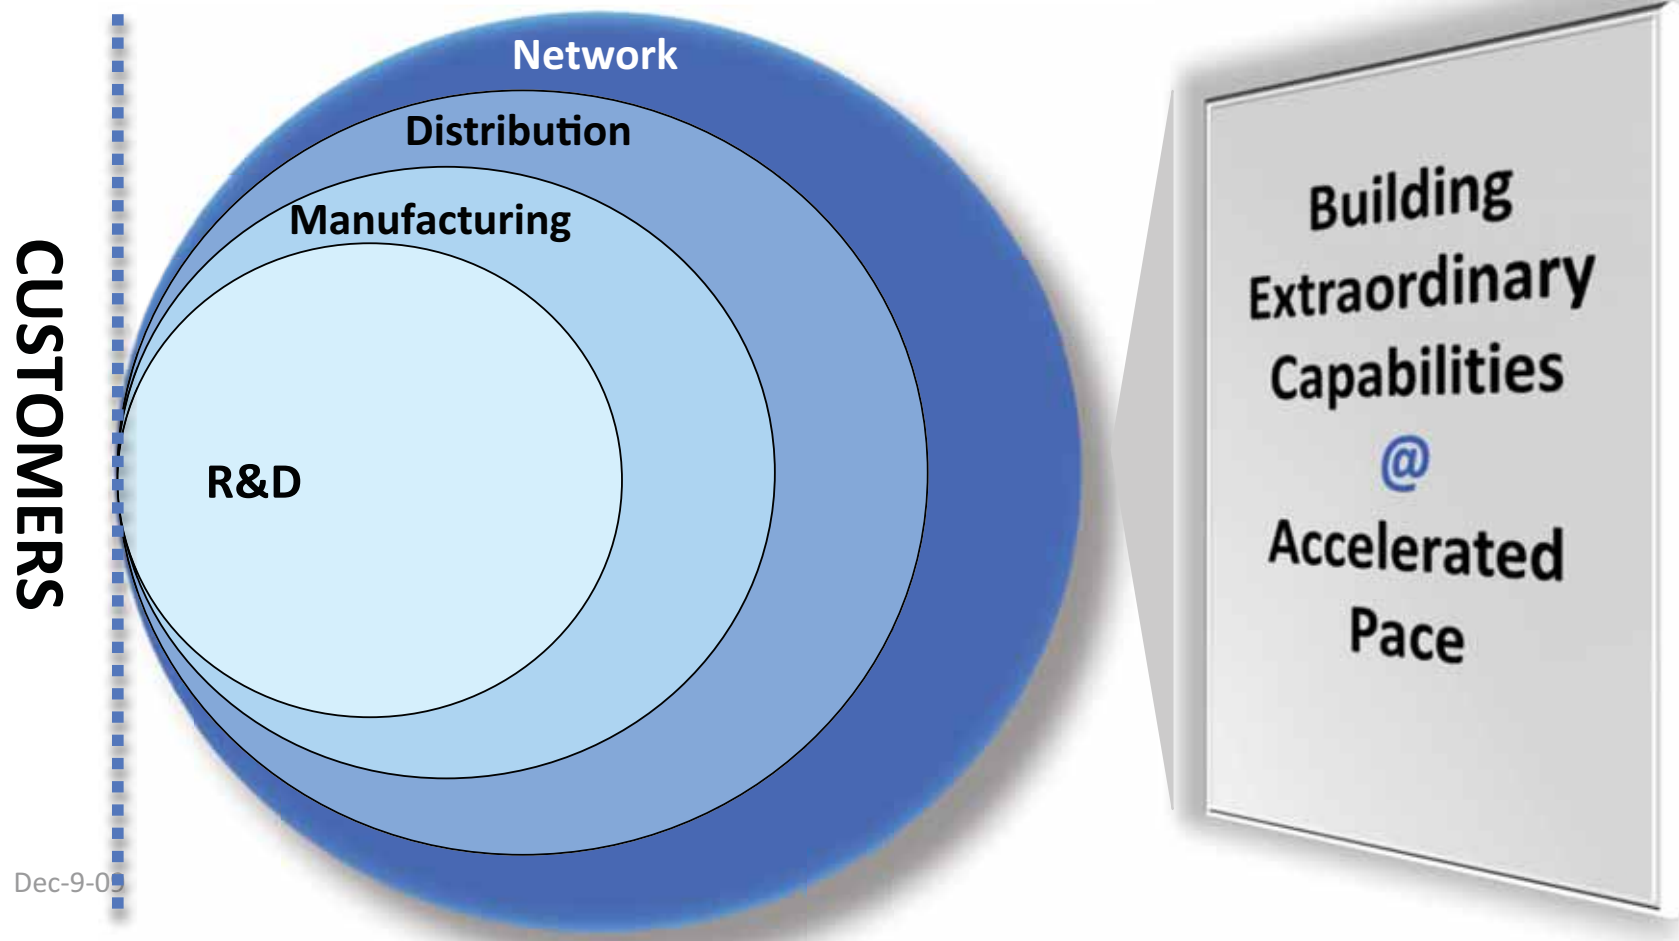 Network
Distribution
Manufacturing
R&D
CUSTOMERS
Building
Extraordinary
Capabilities
@
Accelerated
Pace
Dec-9-09